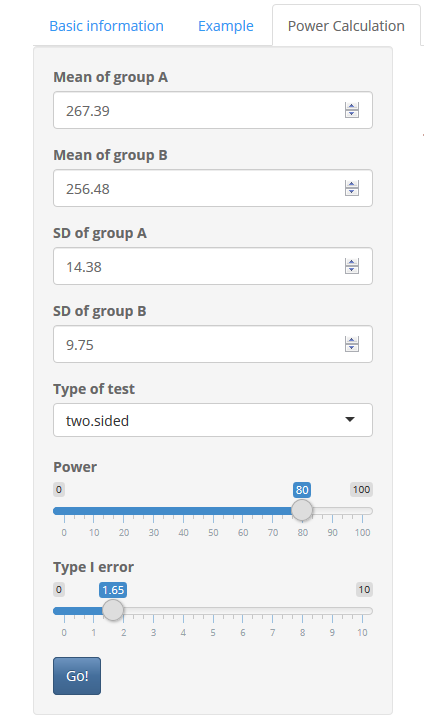 Basic information Example Power Calculation
Mean of group A
267.39
Mean of group B
256.48
SD of group A
14.38
SD of group B
9.75
Type of test
two.sided
Power
0 80 100
0 10 20 30 40 50 60 70 80 90 100
Type I error
0 1.65 10
0 1 2 3 4 5 6 7 8 9 10
Go!